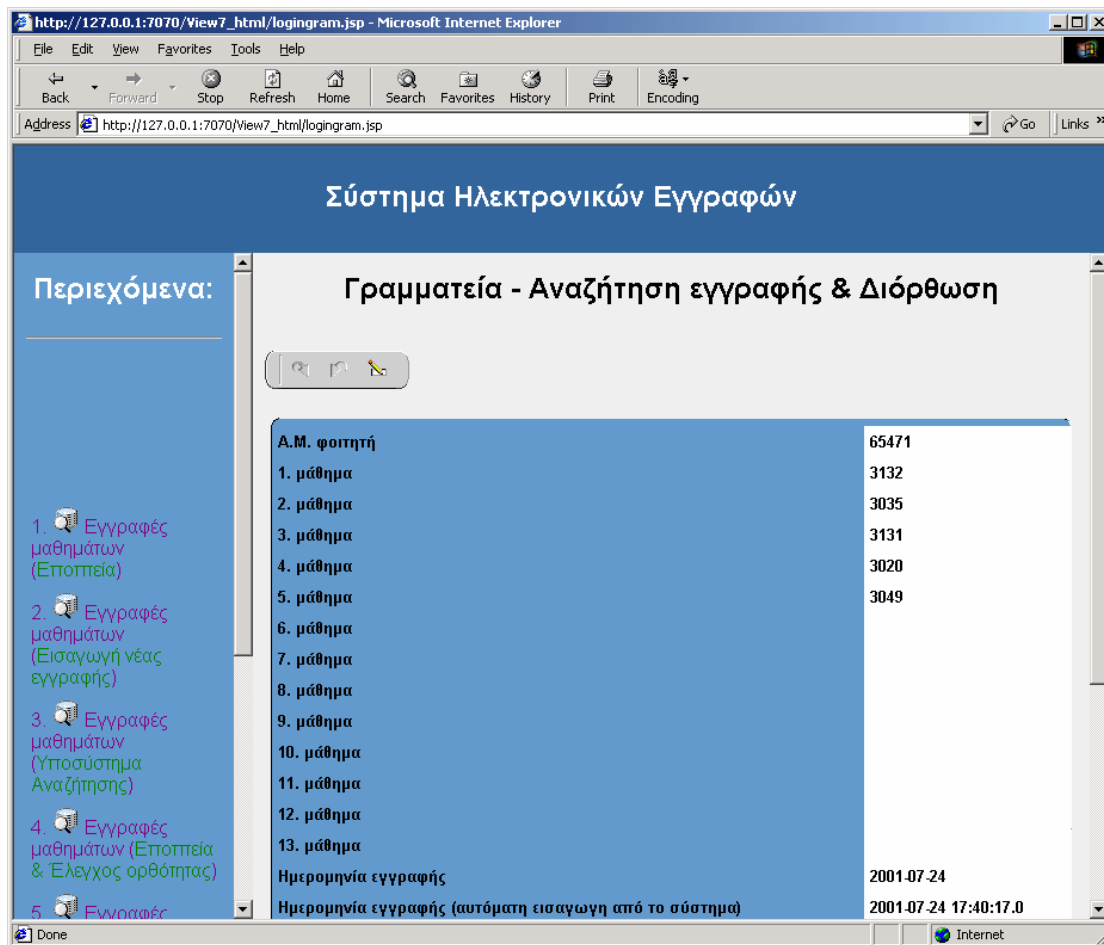 http://127.0.0.1:7070/View7_html/logingram.jsp - Microsoft Internet Explorer
File Edit View Favorites Tools Help
Back Forward Stop Refresh Home Search Favorites History Print Encoding
Address http://127.0.0.1:7070/View7_html/logingram.jsp Go Links »
Σύστημα Ηλεκτρονικών Εγγραφών
Περιεχόμενα:
1. Εγγραφές
μαθημάτων
(Εποπτεία)
2. Εγγραφές
μαθημάτων
(Εισαγωγή νέας
εγγραφής)
3. Εγγραφές
μαθημάτων
(Υποσύστημα
Αναζήτησης)
4. Εγγραφές
μαθημάτων (Εποπτεία
& Έλεγχος ορθότητας)
5. Εγγραφές
Γραμματεία - Αναζήτηση εγγραφής & Διόρθωση
Α.Μ. φοιτητή 65471
1. μάθημα 3132
2. μάθημα 3035
3. μάθημα 3131
4. μάθημα 3020
5. μάθημα 3049
6. μάθημα
7. μάθημα
8. μάθημα
9. μάθημα
10. μάθημα
11. μάθημα
12. μάθημα
13. μάθημα
Ημερομηνία εγγραφής 2001-07-24
Ημερομηνία εγγραφής (αυτόματη εισαγωγη από το σύστημα) 2001-07-24 17:40:17.0
Done Internet